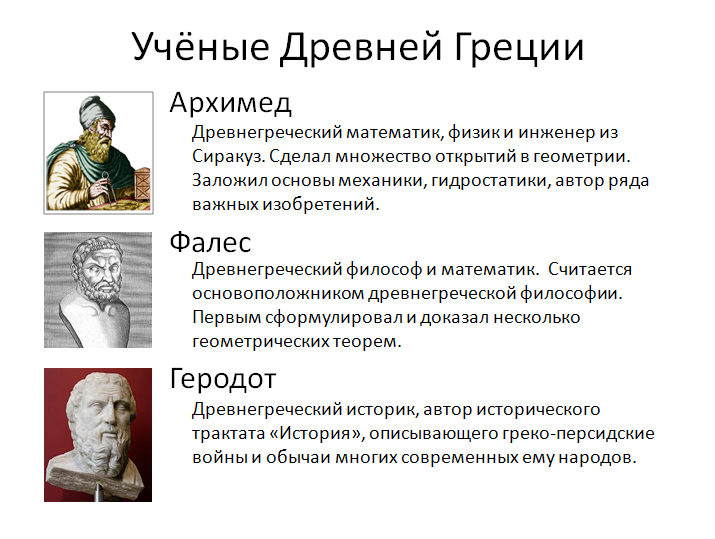 Учёные Древней Греции
Архимед
Древнегреческий математик, физик и инженер из
Сиракуз. Сделал множество открытий в геометрии.
Заложил основы механики, гидростатики, автор ряда
важных изобретений.
Фалес
Древнегреческий философ и математик. Считается
основоположником древнегреческой философии.
Первым сформулировал и доказал несколько
геометрических теорем.
Геродот
Древнегреческий историк, автор исторического
трактата «История», описывающего греко-персидские
войны и обычаи многих современных ему народов.